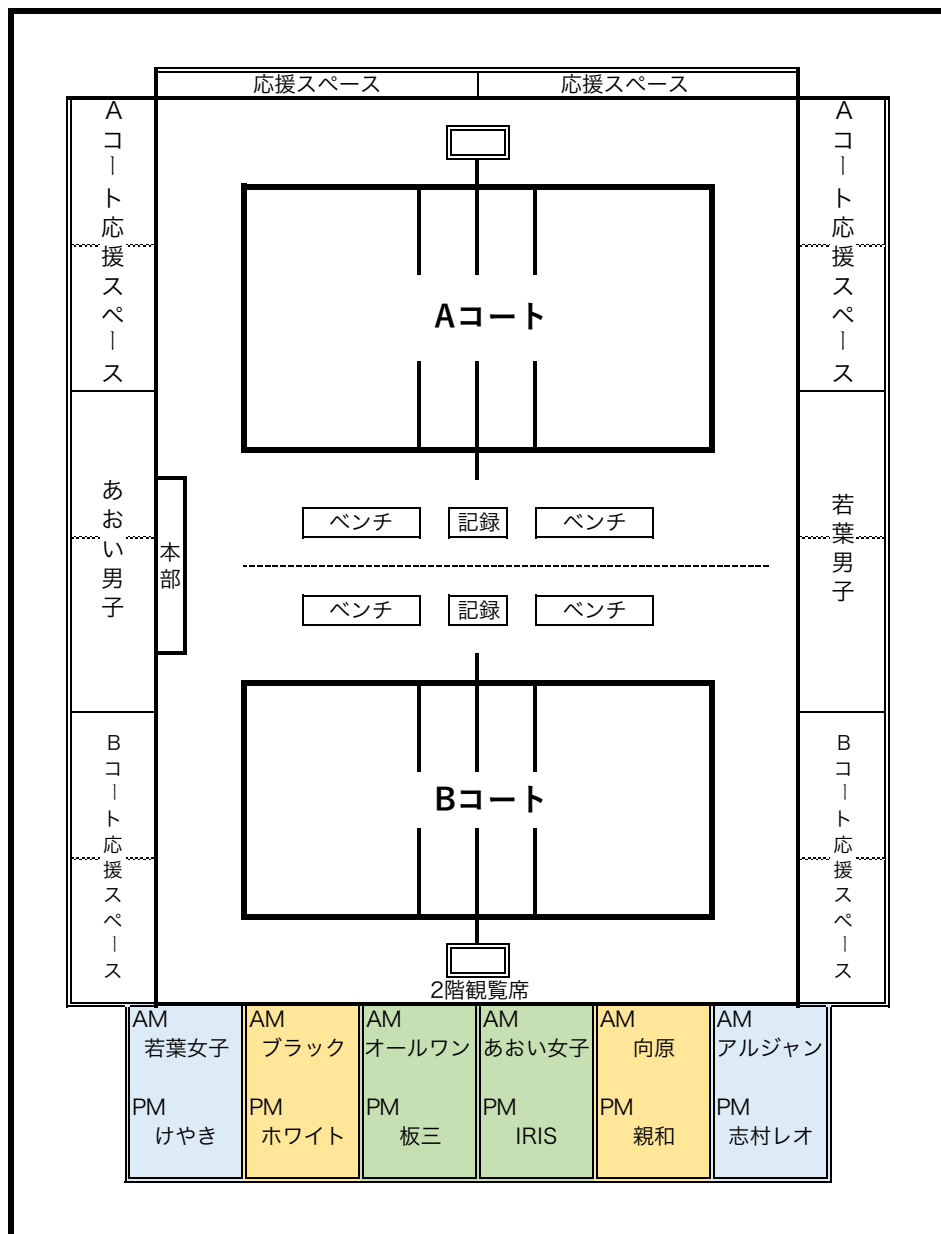 応援スペース 応援スペース
Aコート応援スペース
Aコート応援スペース
Aコート
あおい男子
若葉男子
本部
ベンチ 記録 ベンチ
ベンチ 記録 ベンチ
Bコート応援スペース
Bコート応援スペース
Bコート
2階観覧席
AM AM AM AM AM AM
若葉女子 ブラック オールワン あおい女子 向原 アルジャン
PM PM PM PM PM PM
けやき ホワイト 板三 IRIS 親和 志村レオ